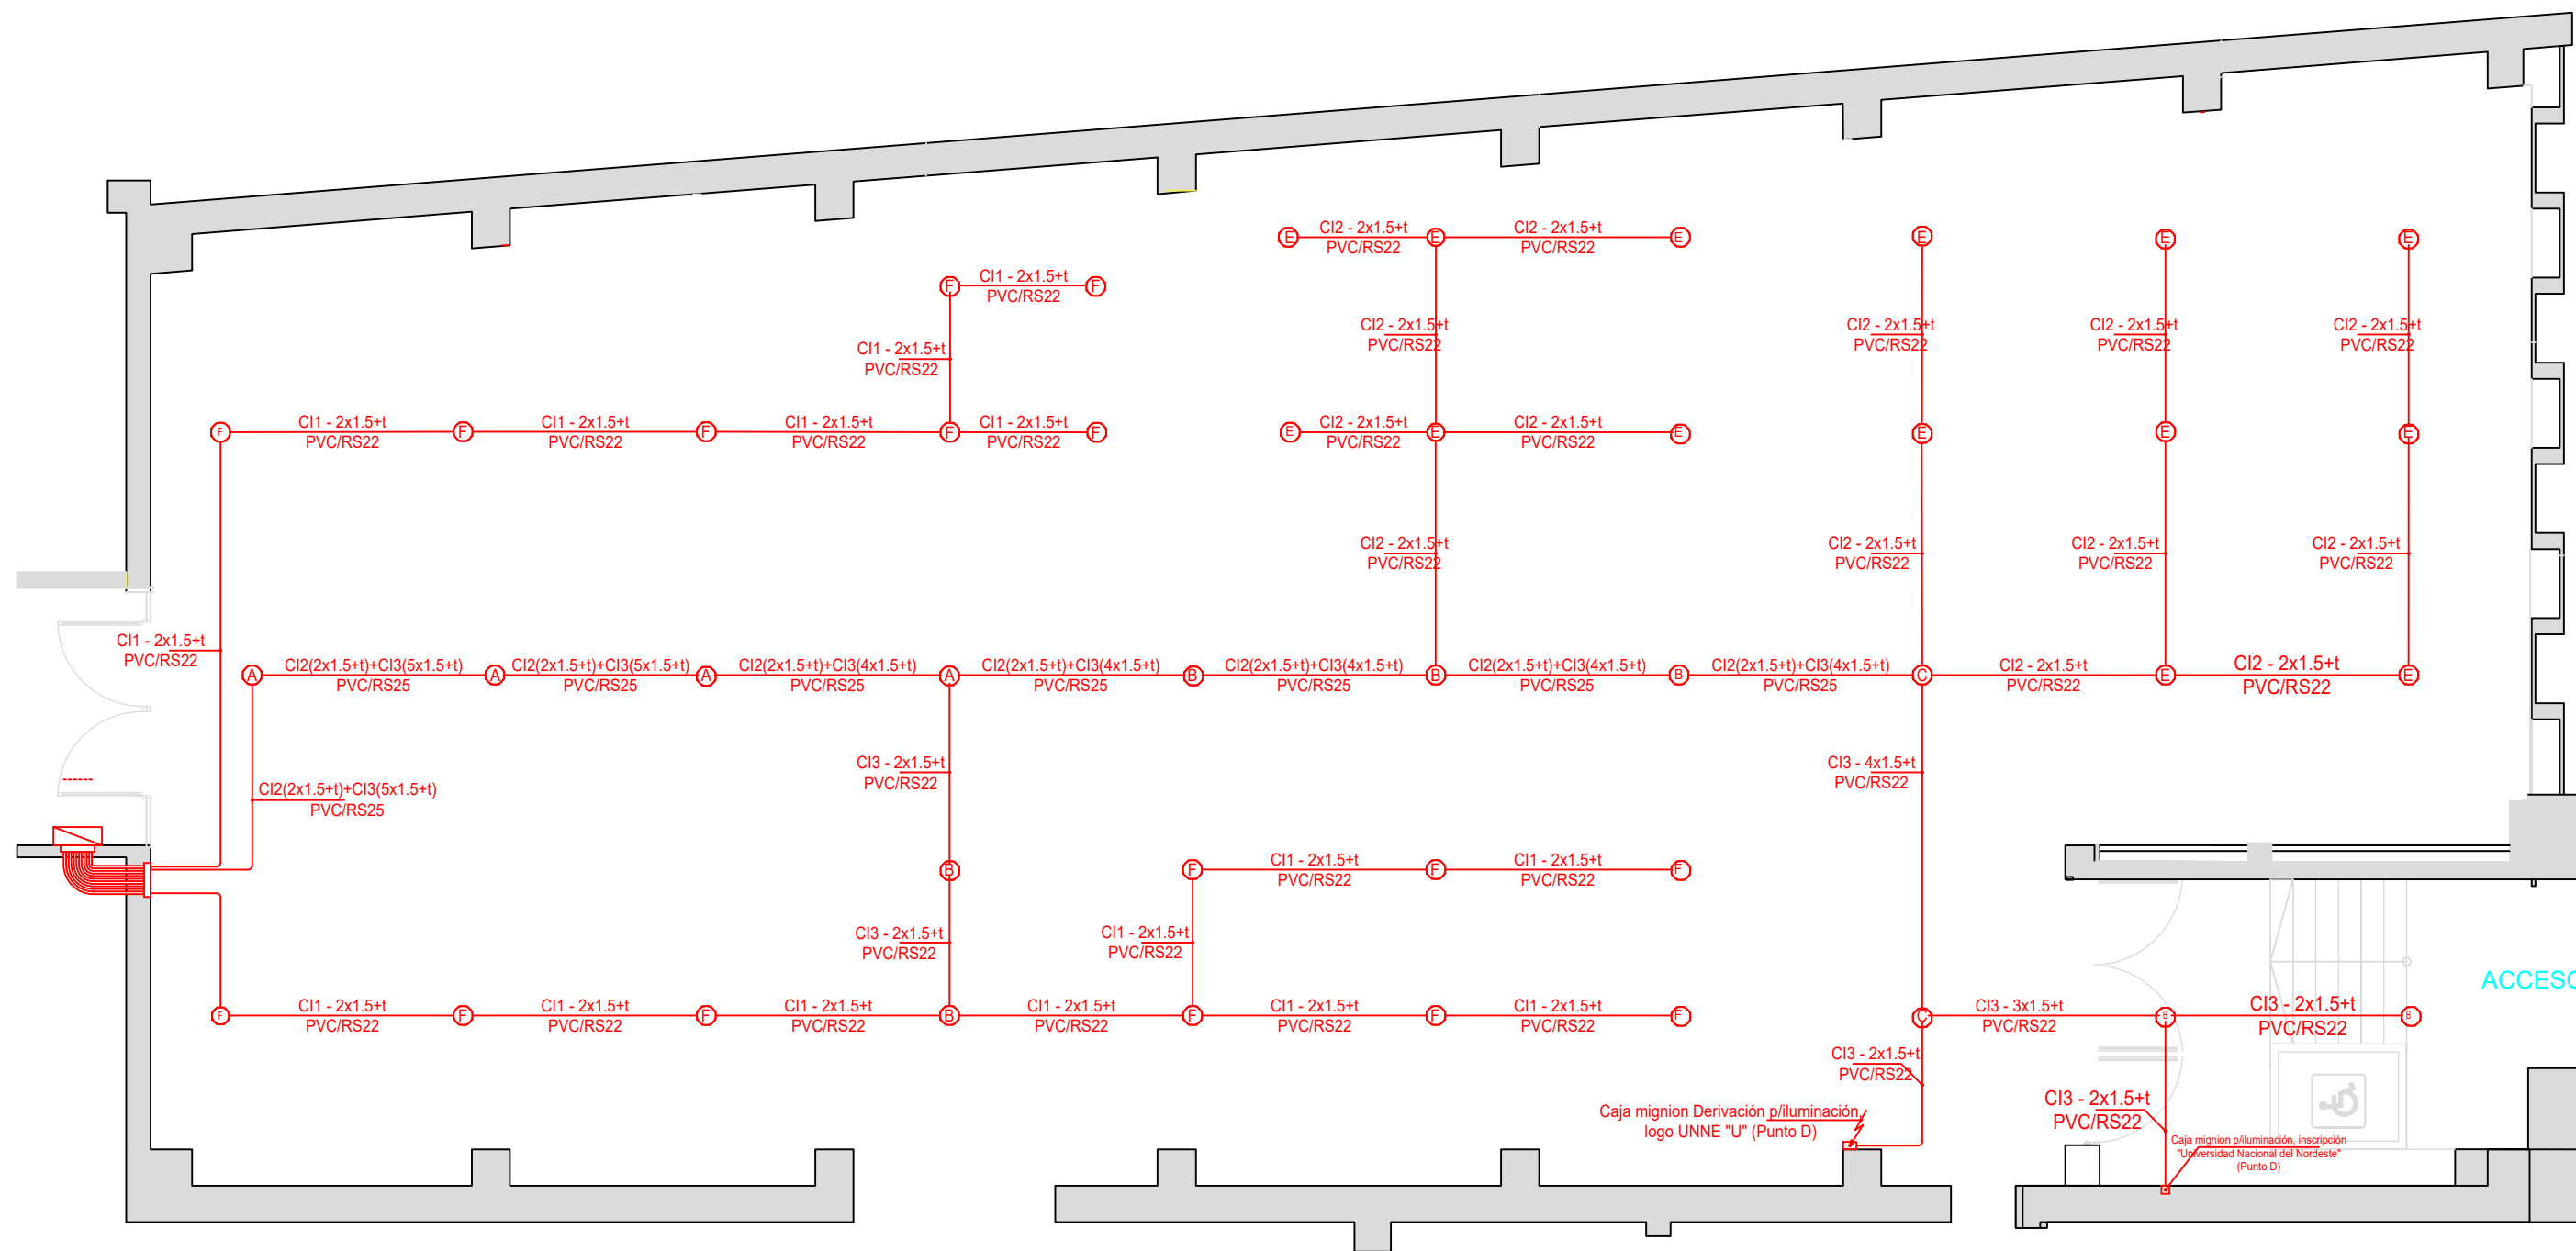 E
CI2 - 2x1.5+t
PVC/RS22
E
CI2 - 2x1.5+t
PVC/RS22
E
E
E
E
F
CI1 - 2x1.5+t
PVC/RS22
F
CI1 - 2x1.5+t
PVC/RS22
CI2 - 2x1.5+t
PVC/RS22
CI2 - 2x1.5+t
PVC/RS22
CI2 - 2x1.5+t
PVC/RS22
CI2 - 2x1.5+t
PVC/RS22
F
CI1 - 2x1.5+t
PVC/RS22
F
CI1 - 2x1.5+t
PVC/RS22
F
CI1 - 2x1.5+t
PVC/RS22
F
CI1 - 2x1.5+t
PVC/RS22
F
E
CI2 - 2x1.5+t
PVC/RS22
E
CI2 - 2x1.5+t
PVC/RS22
E
E
E
E
CI2 - 2x1.5+t
PVC/RS22
CI2 - 2x1.5+t
PVC/RS22
CI2 - 2x1.5+t
PVC/RS22
CI2 - 2x1.5+t
PVC/RS22
CI1 - 2x1.5+t
PVC/RS22
A
CI2(2x1.5+t)+CI3(5x1.5+t)
PVC/RS25
A
CI2(2x1.5+t)+CI3(5x1.5+t)
PVC/RS25
A
CI2(2x1.5+t)+CI3(4x1.5+t)
PVC/RS25
A
CI2(2x1.5+t)+CI3(4x1.5+t)
PVC/RS25
B
CI2(2x1.5+t)+CI3(4x1.5+t)
PVC/RS25
B
CI2(2x1.5+t)+CI3(4x1.5+t)
PVC/RS25
B
CI2(2x1.5+t)+CI3(4x1.5+t)
PVC/RS25
C
CI2 - 2x1.5+t
PVC/RS22
E
CI2 - 2x1.5+t
PVC/RS22
E
CI2(2x1.5+t)+CI3(5x1.5+t)
PVC/RS25
CI3 - 2x1.5+t
PVC/RS22
CI3 - 4x1.5+t
PVC/RS22
B
F
CI1 - 2x1.5+t
PVC/RS22
F
CI1 - 2x1.5+t
PVC/RS22
F
CI3 - 2x1.5+t
PVC/RS22
CI1 - 2x1.5+t
PVC/RS22
ACCESO
F
CI1 - 2x1.5+t
PVC/RS22
F
CI1 - 2x1.5+t
PVC/RS22
F
CI1 - 2x1.5+t
PVC/RS22
B
CI1 - 2x1.5+t
PVC/RS22
F
CI1 - 2x1.5+t
PVC/RS22
F
CI1 - 2x1.5+t
PVC/RS22
F
C
CI3 - 3x1.5+t
PVC/RS22
B
CI3 - 2x1.5+t
PVC/RS22
B
CI3 - 2x1.5+t
PVC/RS22
CI3 - 2x1.5+t
PVC/RS22
Caja mignion Derivación p/iluminación,
logo UNNE "U" (Punto D)
Caja mignion p/iluminación, inscripción
"Universidad Nacional del Nordeste"
(Punto D)